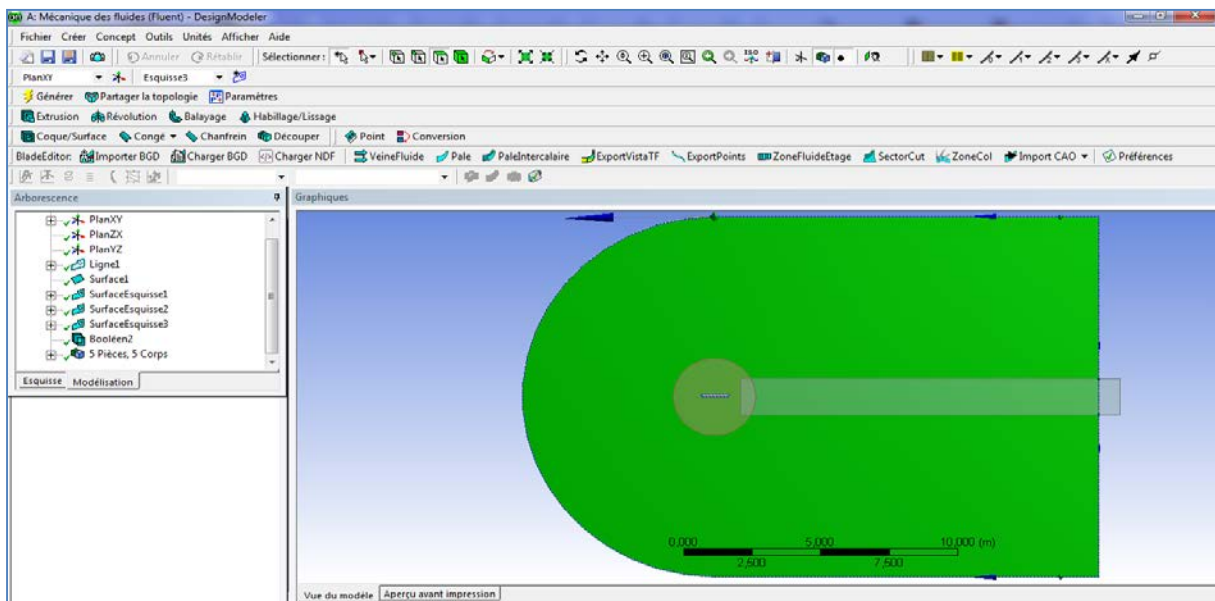 A: Mécanique des fluides (Fluent) - DesignModeler
Fichier Créer Concept Outils Unités Afficher Aide
Annuler Rétablir Sélectionner:
PlanXY Esquisse3
Générer Partager la topologie Paramètres
Extrusion Révolution Balayage Habillage/Lissage
Coque/Surface Congé Chanfrein Découper Point Conversion
BladeEditor: Importer BGD Charger BGD Charger NDF VeineFluide Pale PaleIntercalaire ExportVistaTF ExportPoints ZoneFluideEtage SectorCut ZoneCol Import CAO Préférences
Arborescence
Graphiques
PlanXY
PlanZX
PlanYZ
Ligne1
Surface1
SurfaceEsquisse1
SurfaceEsquisse2
SurfaceEsquisse3
Booléen2
5 Pièces, 5 Corps
Esquisse Modélisation
0,000 5,000 10,000 (m)
2,500 7,500
Vue du modèle Aperçu avant impression